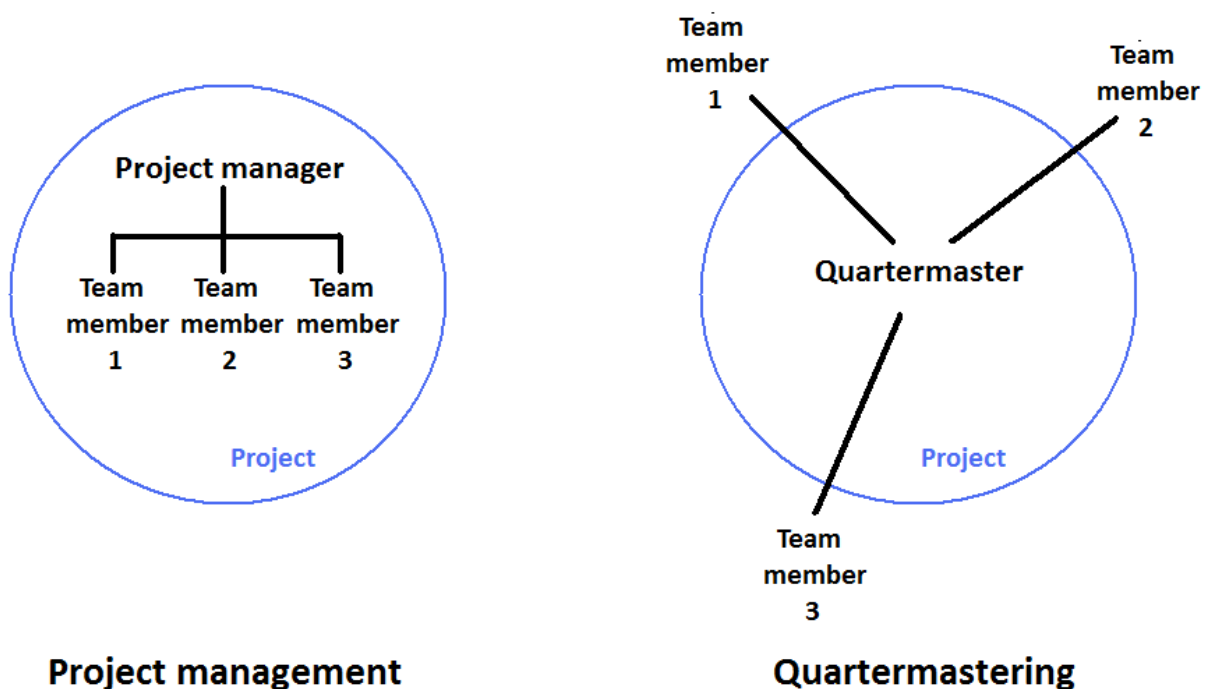 Project manager
Team
member
1
Team
member
2
Team
member
3
Project
Project management
Team
member
1
Team
member
2
Quartermaster
Project
Team
member
3
Quartermastering